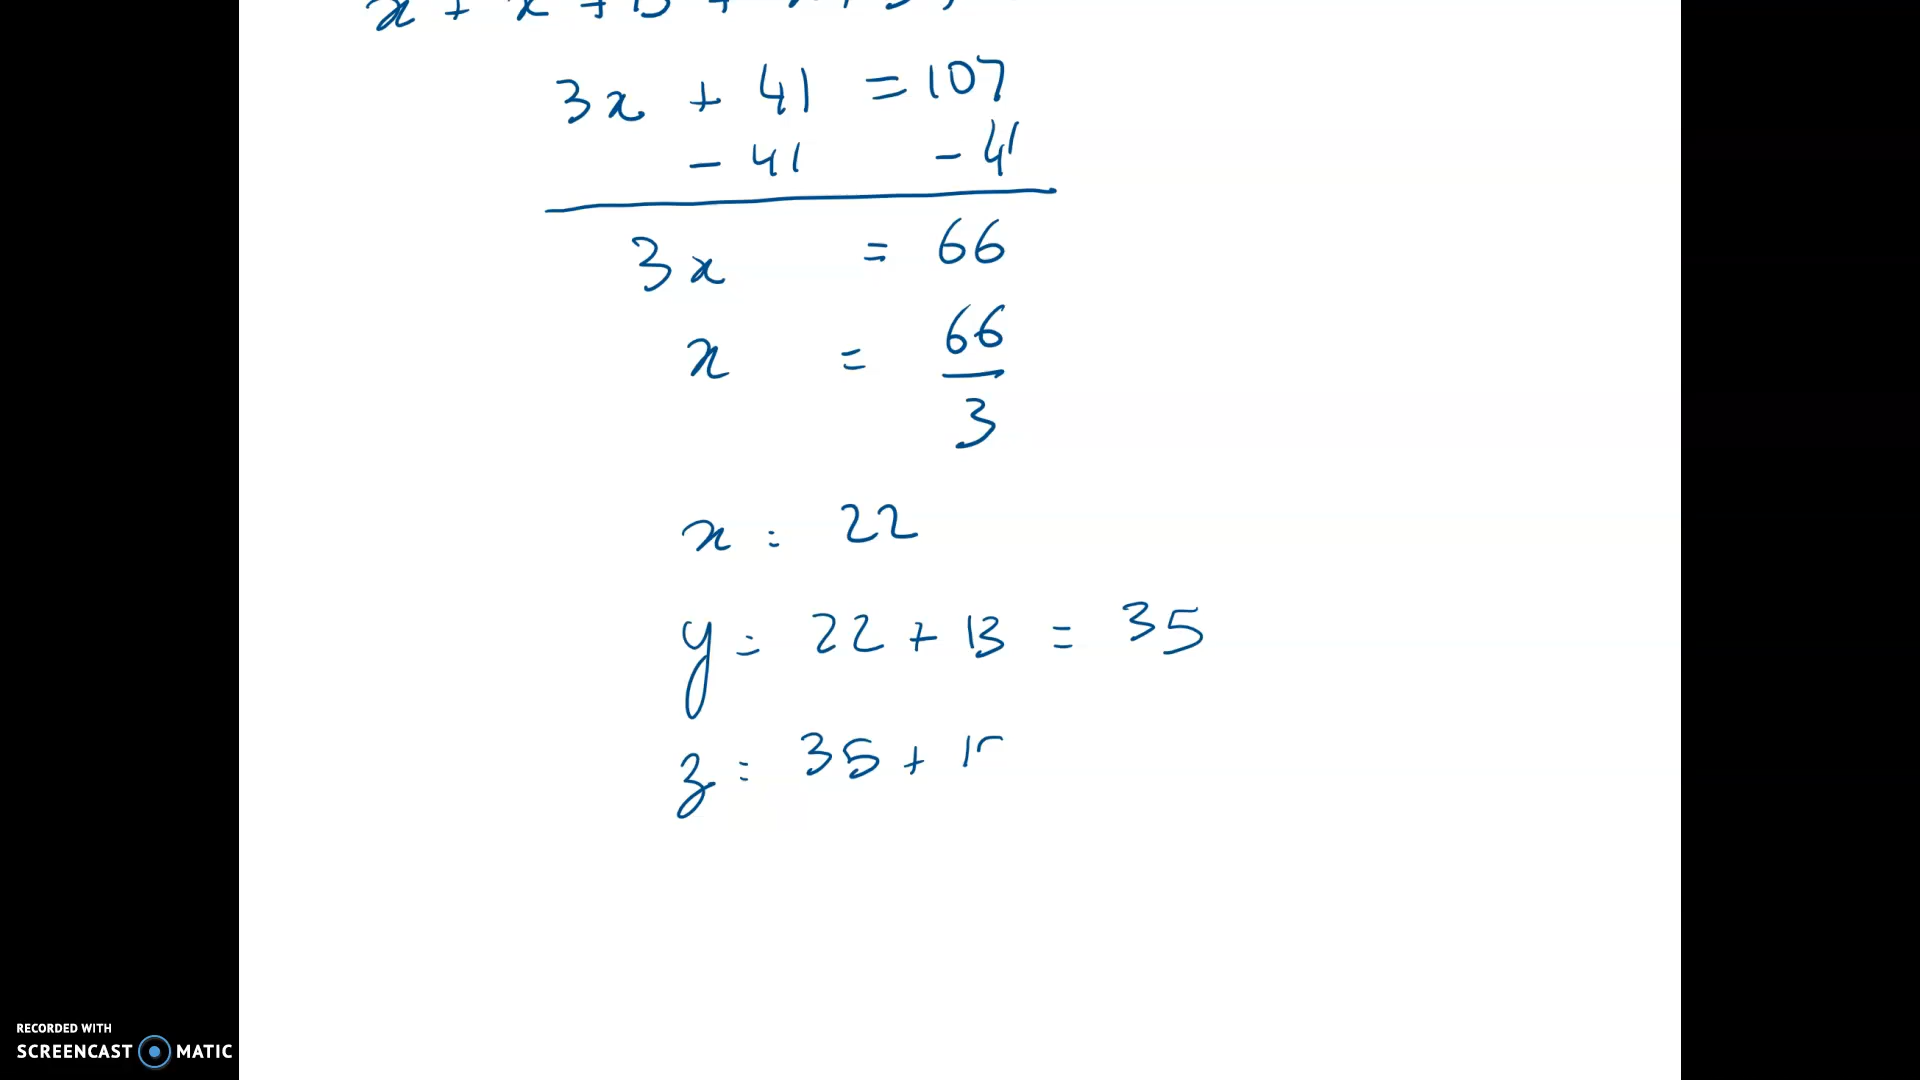 3x + 41 = 107
- 41 - 41
3x = 66
x = 66
3
x = 22
y = 22 + 13 = 35
z = 35 +
RECORDED WITH
SCREENCAST MATIC